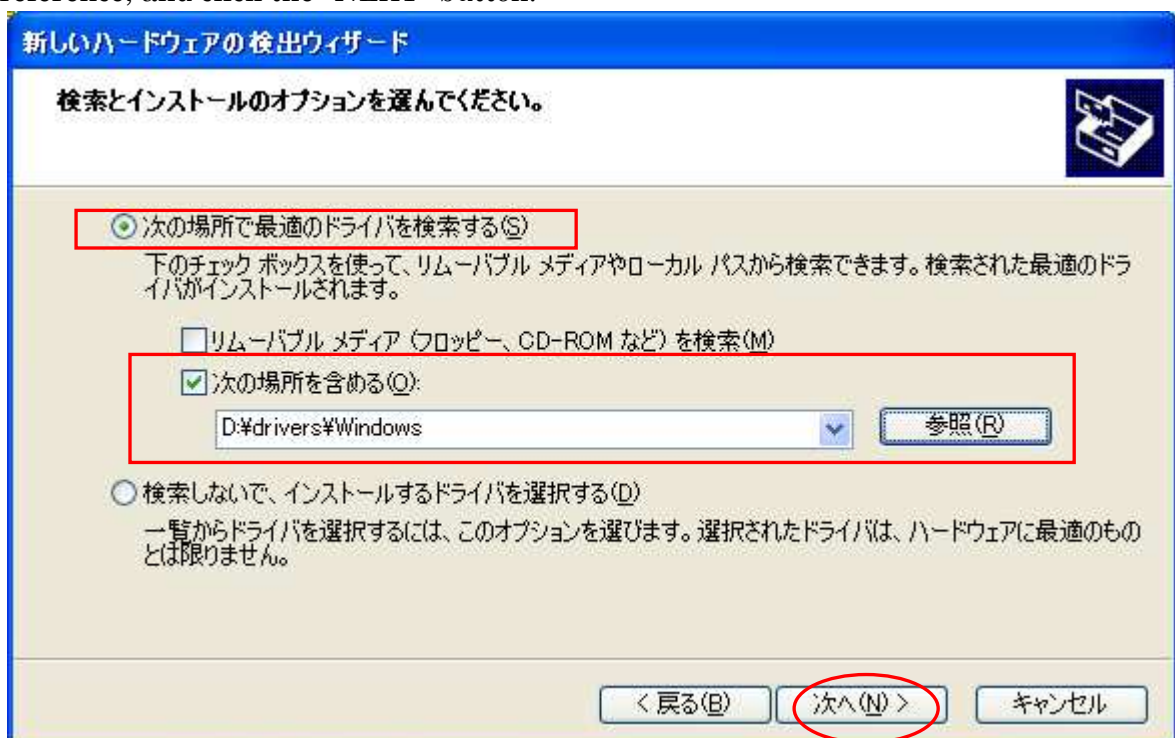 reference, and click the "NEXT" button.
新しいハードウェアの検出ウィザード
検索とインストールのオプションを選んでください。
次の場所で最適のドライバを検索する(S)
下のチェック ボックスを使って、リムーバブル メディアやローカル パスから検索できます。検索された最適のドラ
イバがインストールされます。
リムーバブル メディア (フロッピー、CD-ROM など) を検索(M)
次の場所を含める(O):
D:¥drivers¥Windows
参照(R)
検索しないで、インストールするドライバを選択する(D)
一覧からドライバを選択するには、このオプションを選びます。選択されたドライバは、ハードウェアに最適のもの
とは限りません。
< 戻る(B) 次へ(N) > キャンセル